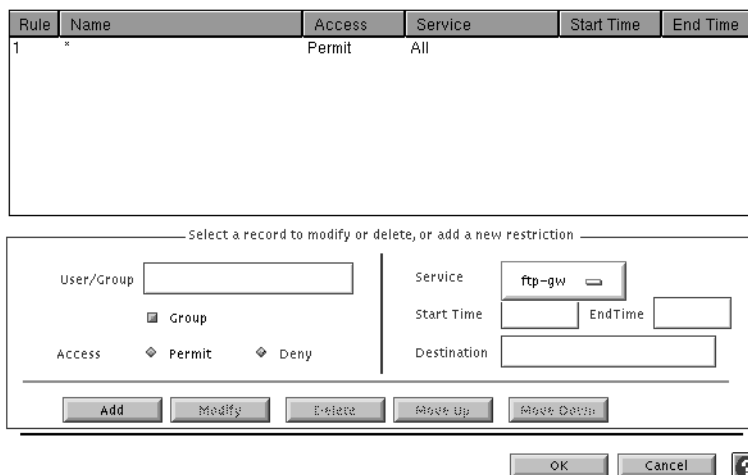 Rule Name Access Service Start Time End Time
1 * Permit All
Select a record to modify or delete, or add a new restriction
User/Group
Service ftp-gw
Group
Start Time EndTime
Access Permit Deny
Destination
Add Modify Delete Move Up Move Down
OK Cancel ?